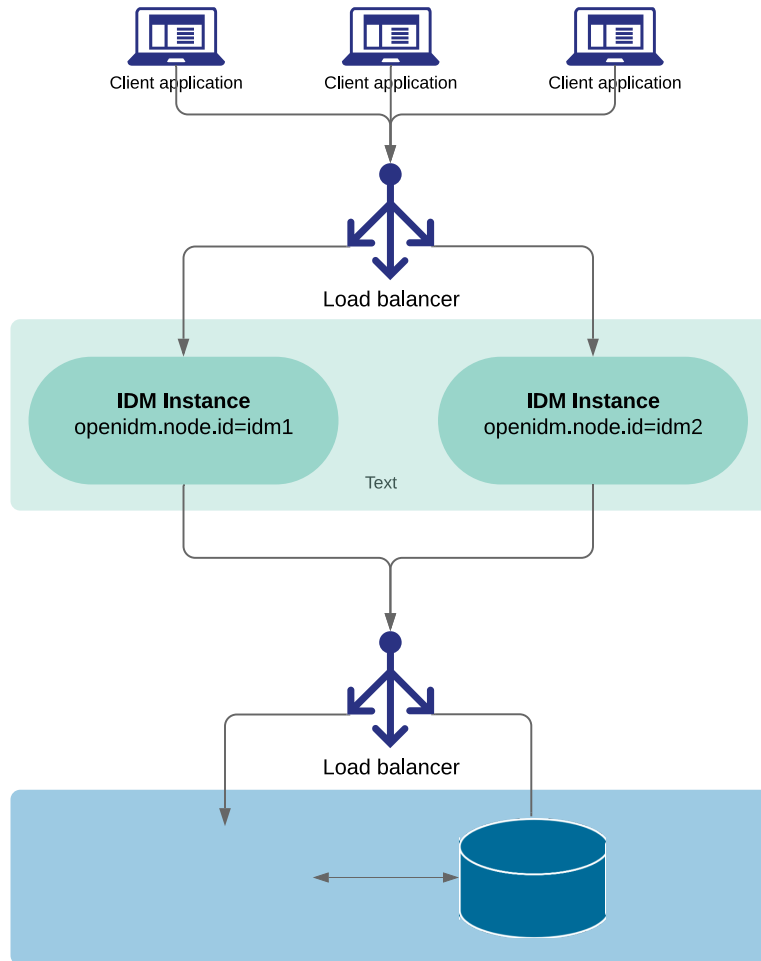 Client application
Client application
Client application
Load balancer
IDM Instance
openidm.node.id=idm1
IDM Instance
openidm.node.id=idm2
Text
Load balancer